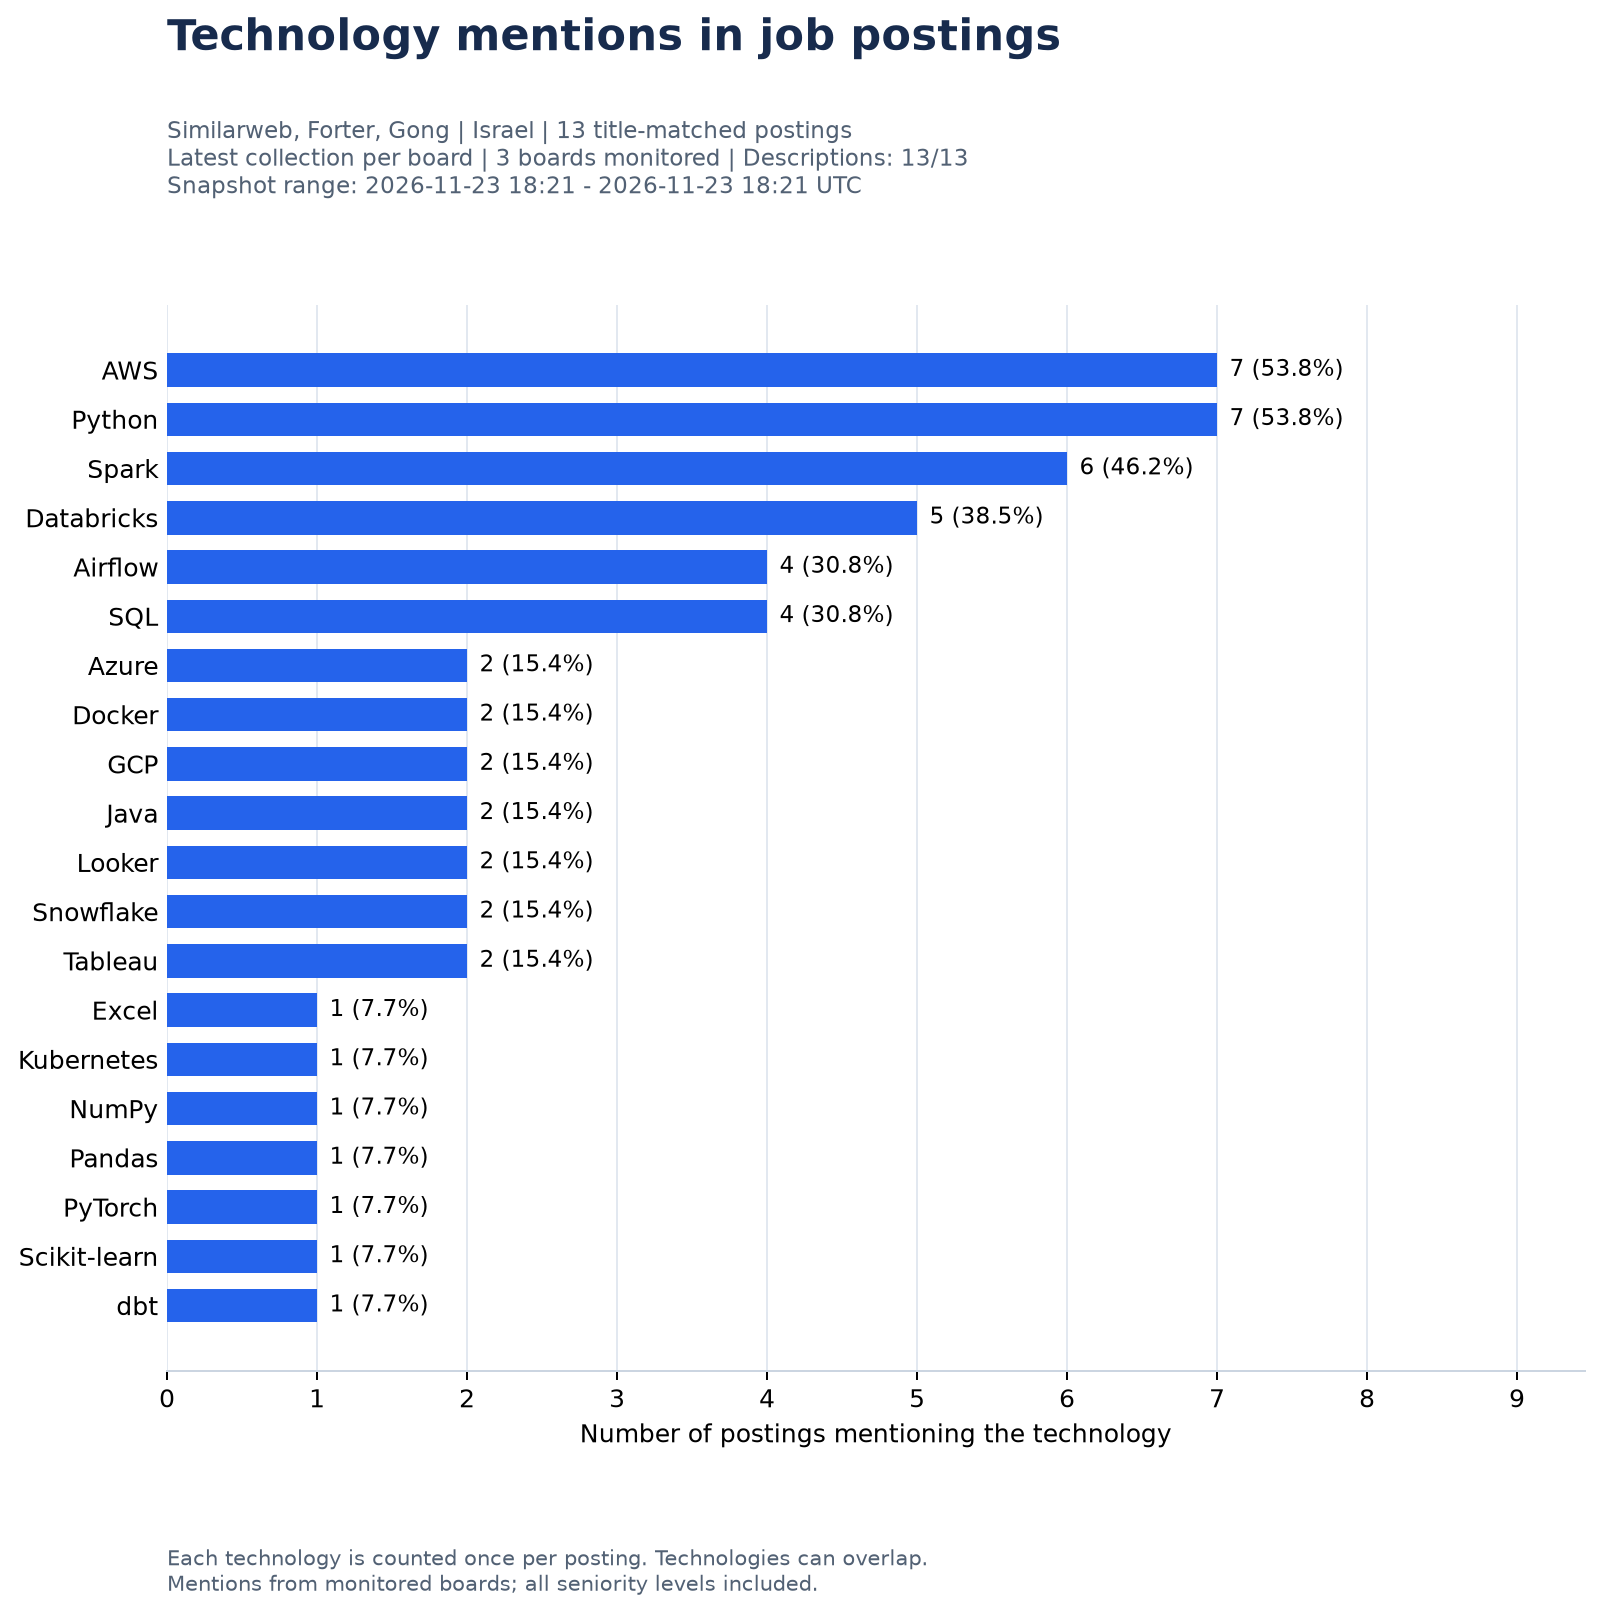 Technology mentions in job postings
Similarweb, Forter, Gong | Israel | 13 title-matched postings
Latest collection per board | 3 boards monitored | Descriptions: 13/13
Snapshot range: 2026-11-23 18:21 - 2026-11-23 18:21 UTC
AWS 7 (53.8%)
Python 7 (53.8%)
Spark 6 (46.2%)
Databricks 5 (38.5%)
Airflow 4 (30.8%)
SQL 4 (30.8%)
Azure 2 (15.4%)
Docker 2 (15.4%)
GCP 2 (15.4%)
Java 2 (15.4%)
Looker 2 (15.4%)
Snowflake 2 (15.4%)
Tableau 2 (15.4%)
Excel 1 (7.7%)
Kubernetes 1 (7.7%)
NumPy 1 (7.7%)
Pandas 1 (7.7%)
PyTorch 1 (7.7%)
Scikit-learn 1 (7.7%)
dbt 1 (7.7%)
0 1 2 3 4 5 6 7 8 9
Number of postings mentioning the technology
Each technology is counted once per posting. Technologies can overlap.
Mentions from monitored boards; all seniority levels included.